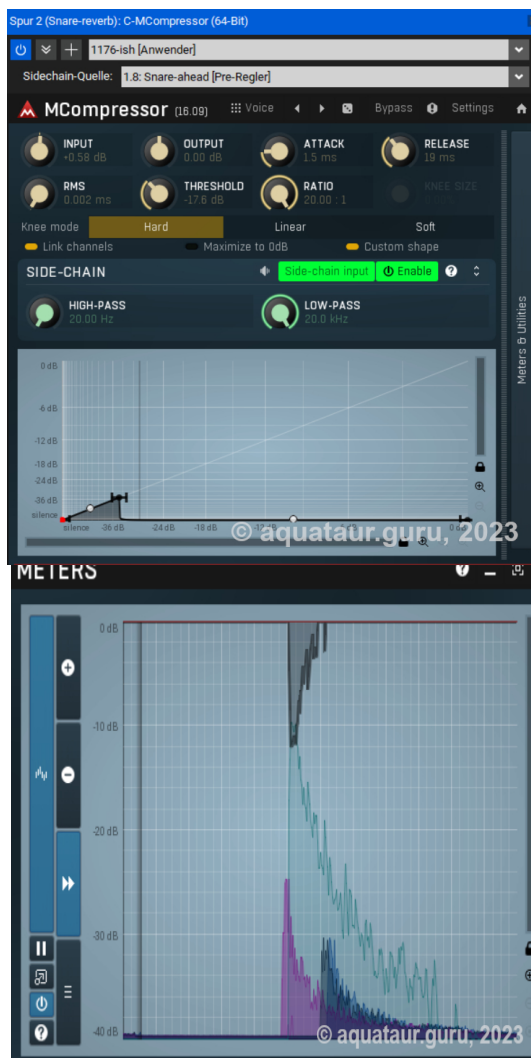 Spur 2 (Snare-reverb): C-MCompressor (64-Bit)
1176-ish [Anwender]
Sidechain-Quelle: 1.8: Snare-ahead [Pre-Regler]
MCompressor (16.09) Voice Bypass Settings
INPUT OUTPUT ATTACK RELEASE
+0.58 dB 0.00 dB 1.5 ms 19 ms
RMS THRESHOLD RATIO KNEE SIZE
0.002 ms -17.6 dB 20.00 : 1
Knee mode Hard Linear Soft
Link channels Maximize to 0dB Custom shape
SIDE-CHAIN Side-chain input Enable ?
HIGH-PASS LOW-PASS
20.00 Hz 20.0 kHz
Meters & Utilities
0 dB
-6 dB
-12 dB
-18 dB
-24 dB
-36 dB
silence
silence -36 dB -24 dB -18 dB
© aquataur.guru, 2023
METERS ?
0 dB
-10 dB
-20 dB
-30 dB
-40 dB
?
© aquataur.guru, 2023